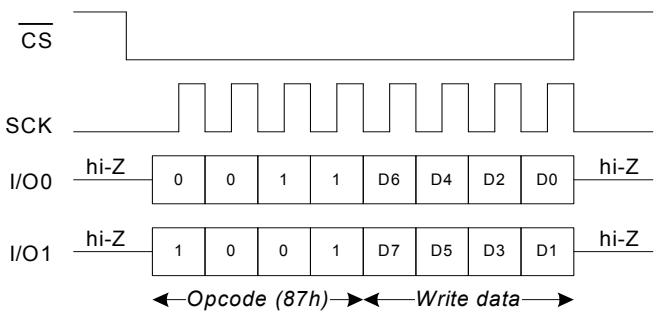 CS
SCK
I/O0 hi-Z 0 0 1 1 D6 D4 D2 D0 hi-Z
I/O1 hi-Z 1 0 0 1 D7 D5 D3 D1 hi-Z
Opcode (87h) Write data